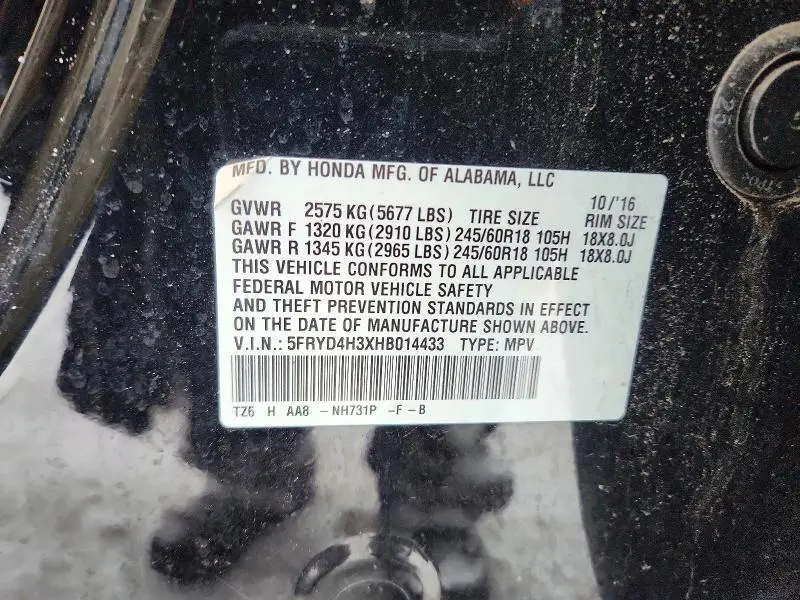 MFD. BY HONDA MFG. OF ALABAMA, LLC
10/'16
GVWR 2575 KG(5677 LBS) TIRE SIZE RIM SIZE
GAWR F 1320 KG(2910 LBS) 245/60R18 105H 18X8.0J
GAWR R 1345 KG(2965 LBS) 245/60R18 105H 18X8.0J
THIS VEHICLE CONFORMS TO ALL APPLICABLE
FEDERAL MOTOR VEHICLE SAFETY
AND THEFT PREVENTION STANDARDS IN EFFECT
ON THE DATE OF MANUFACTURE SHOWN ABOVE.
V.I.N.: 5FRYD4H3XHB014433 TYPE: MPV
TZ6 H AA8 -NH731P -F-B
25